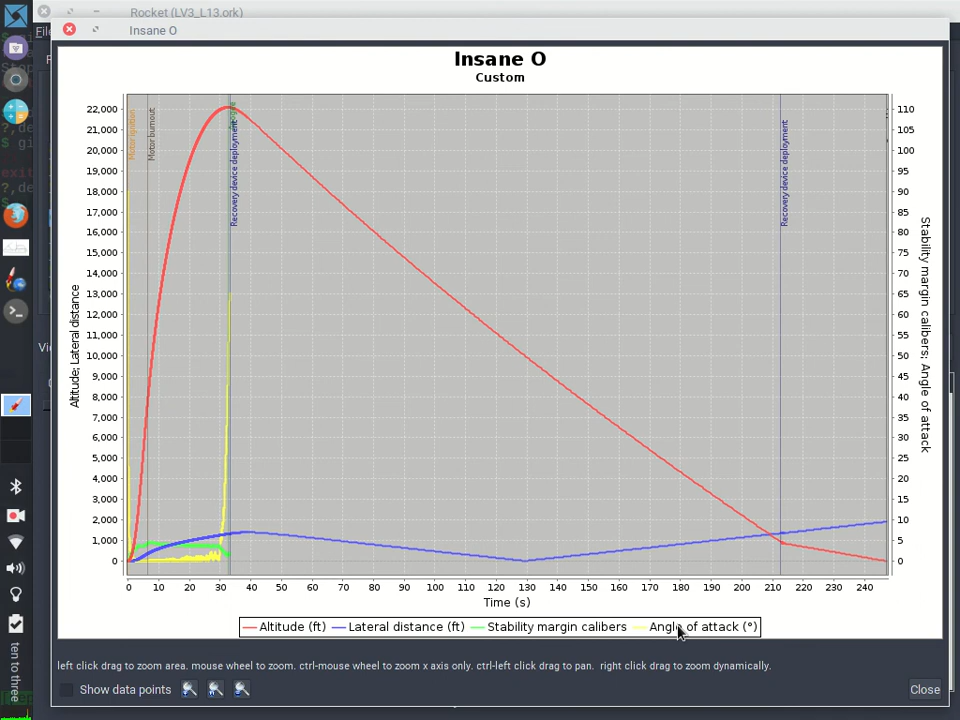 Rocket (LV3_L13.ork)
Insane O
Insane O
Custom
Motor ignition
Motor burnout
Recovery device deployment
Recovery device deployment
22,000
21,000
20,000
19,000
18,000
17,000
16,000
15,000
14,000
13,000
12,000
11,000
10,000
9,000
8,000
7,000
6,000
5,000
4,000
3,000
2,000
1,000
0
Altitude; Lateral distance
110
105
100
95
90
85
80
75
70
65
60
55
50
45
40
35
30
25
20
15
10
5
0
Stability margin calibers; Angle of attack
0 10 20 30 40 50 60 70 80 90 100 110 120 130 140 150 160 170 180 190 200 210 220 230 240
Time (s)
Altitude (ft) Lateral distance (ft) Stability margin calibers Angle of attack (°)
left click drag to zoom area. mouse wheel to zoom. ctrl-mouse wheel to zoom x axis only. ctrl-left click drag to pan. right click drag to zoom dynamically.
Show data points
Close
ten to three